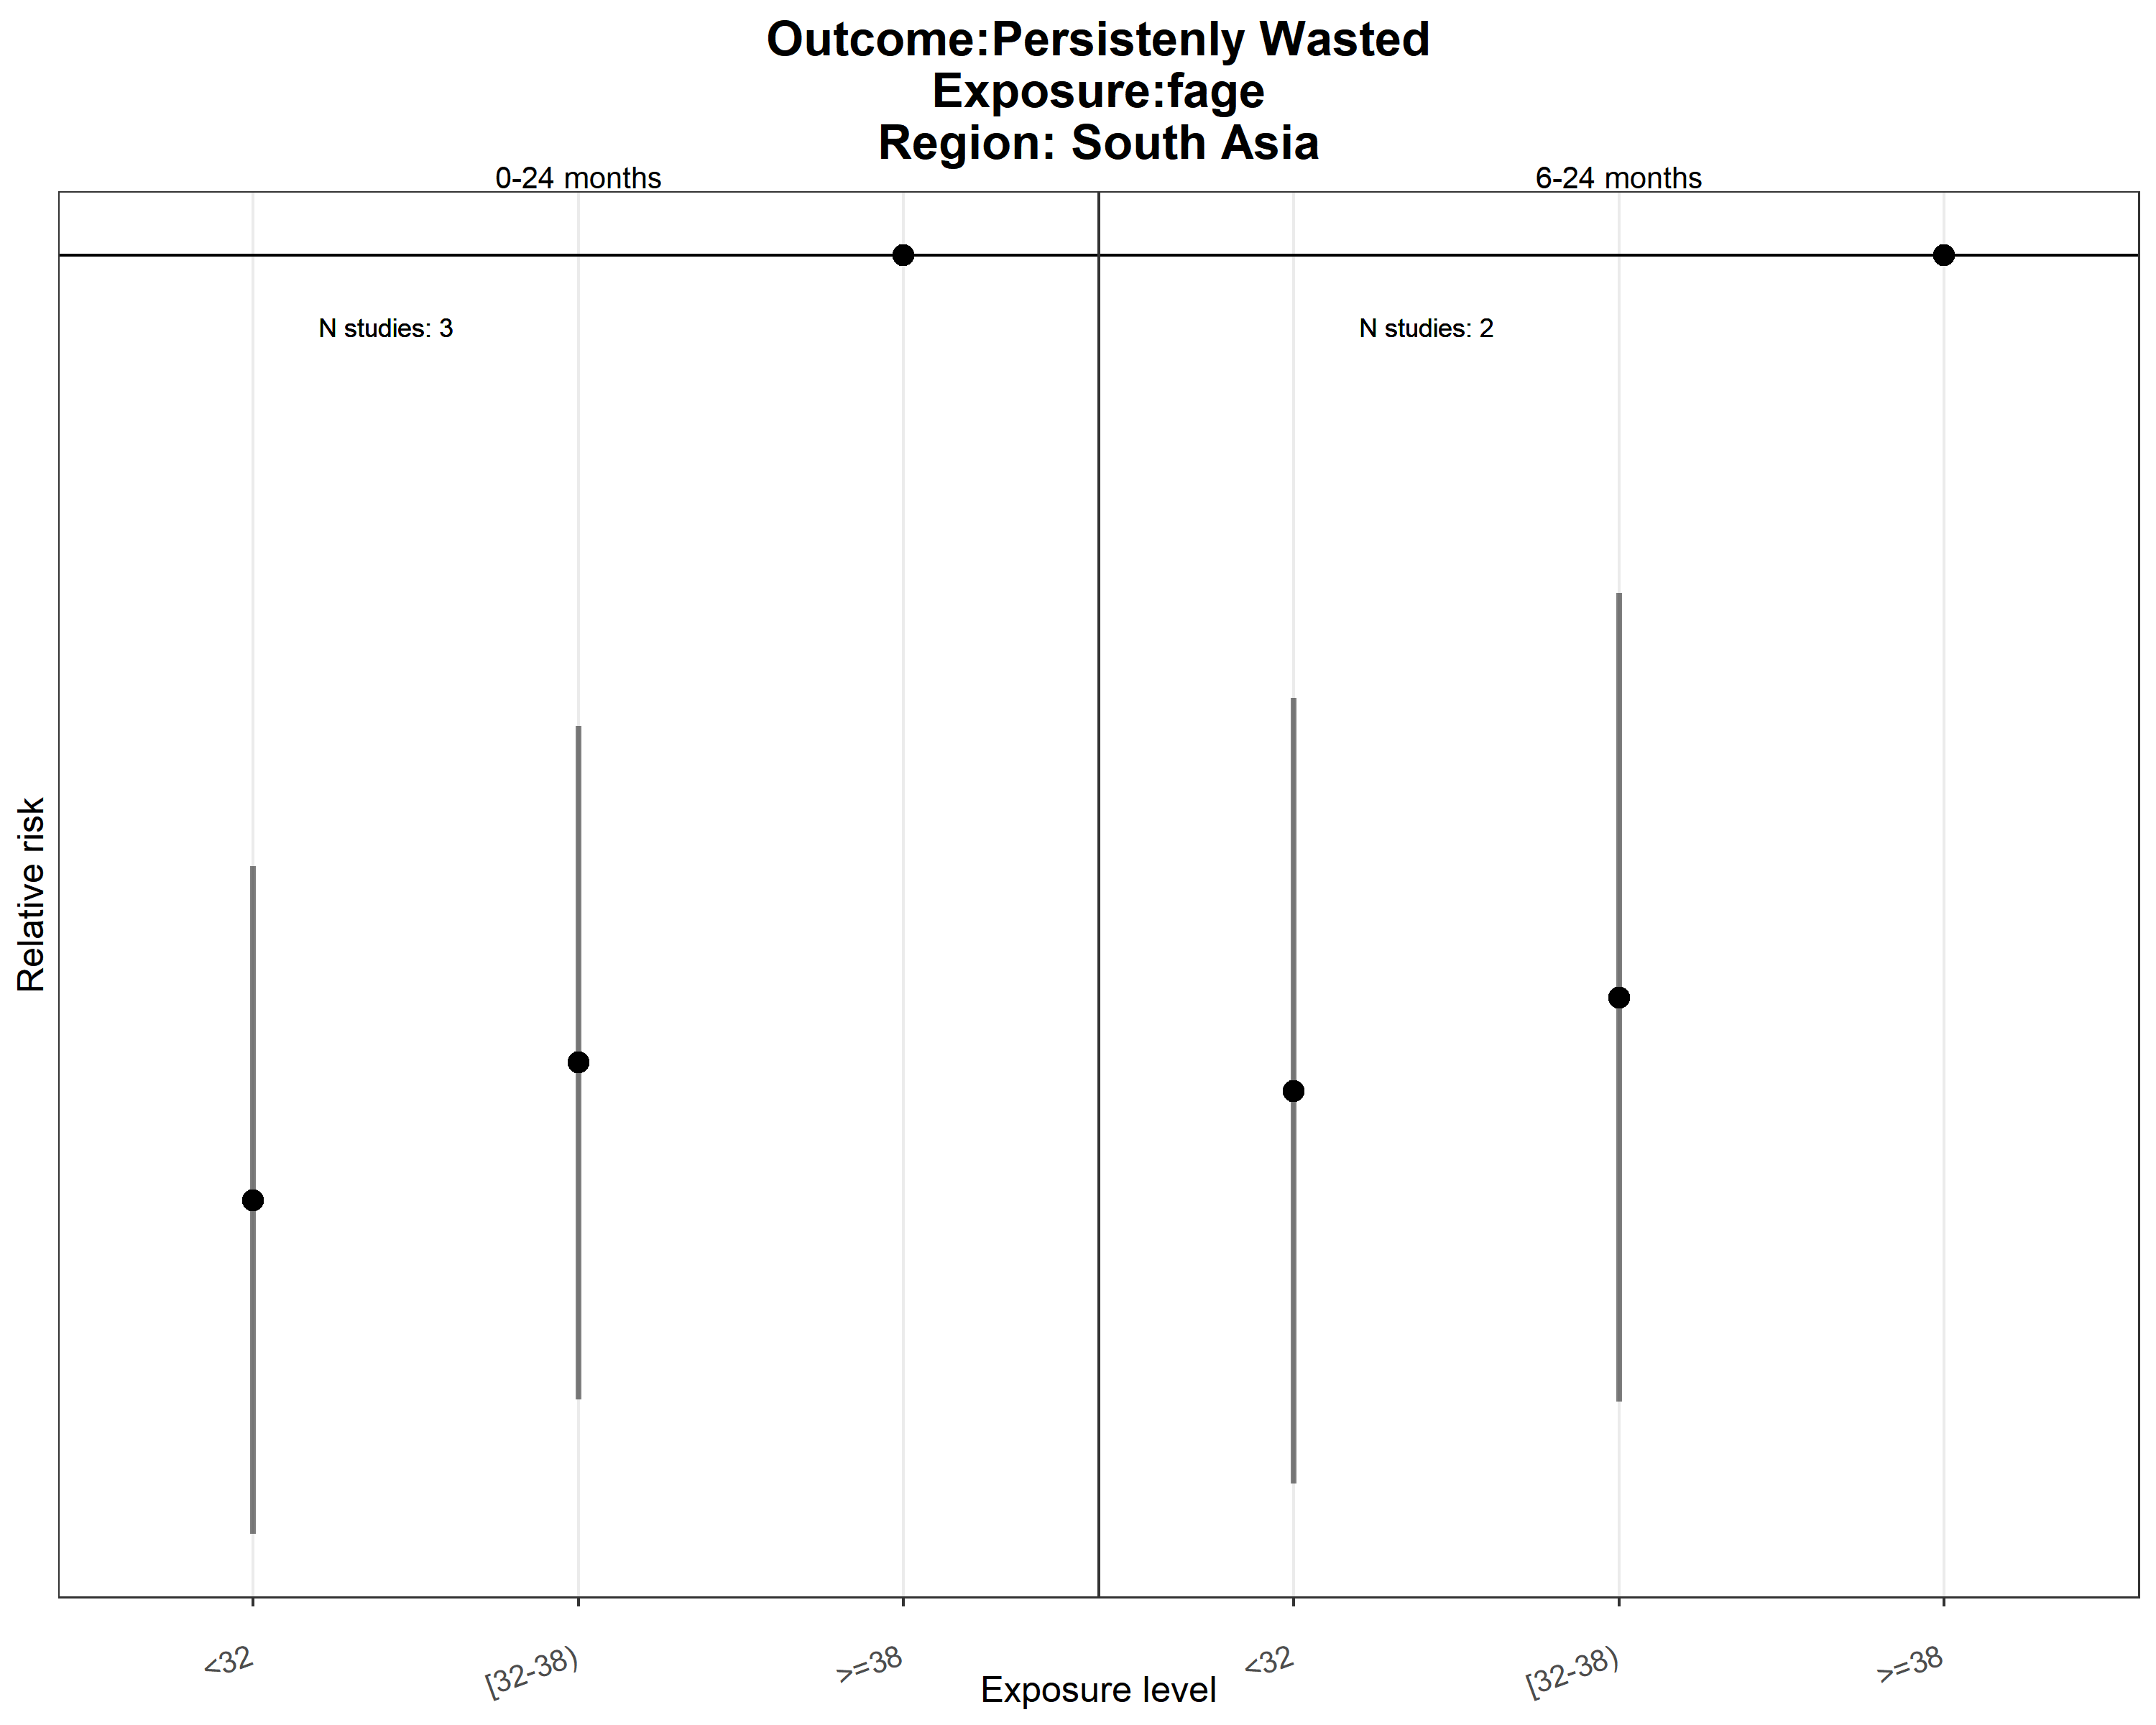 Outcome:Persistenly Wasted
Exposure:fage
Region: South Asia
0-24 months
6-24 months
N studies: 3
N studies: 2
Relative risk
<32
[32-38)
>=38
<32
[32-38)
>=38
Exposure level